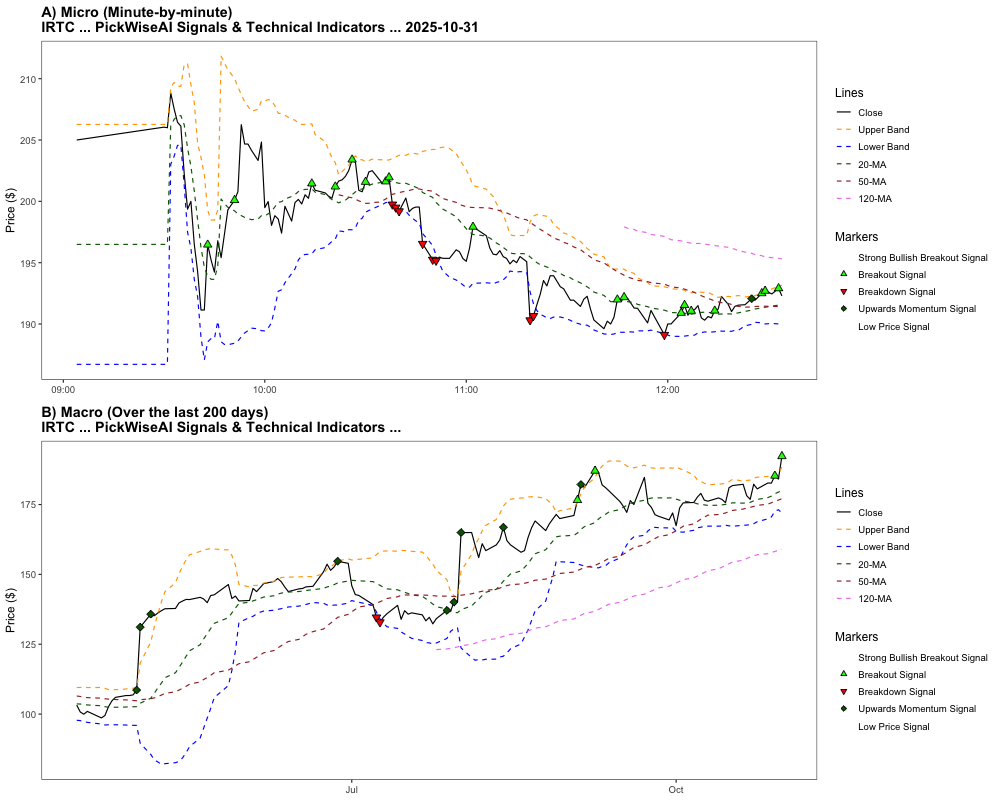 A) Micro (Minute-by-minute)
IRTC ... PickWiseAI Signals & Technical Indicators ... 2025-10-31
Price ($)
210
205
200
195
190
09:00
10:00
11:00
12:00
Lines
Close
Upper Band
Lower Band
20-MA
50-MA
120-MA
Markers
Strong Bullish Breakout Signal
Breakout Signal
Breakdown Signal
Upwards Momentum Signal
Low Price Signal
B) Macro (Over the last 200 days)
IRTC ... PickWiseAI Signals & Technical Indicators ...
Price ($)
175
150
125
100
Jul
Oct
Lines
Close
Upper Band
Lower Band
20-MA
50-MA
120-MA
Markers
Strong Bullish Breakout Signal
Breakout Signal
Breakdown Signal
Upwards Momentum Signal
Low Price Signal